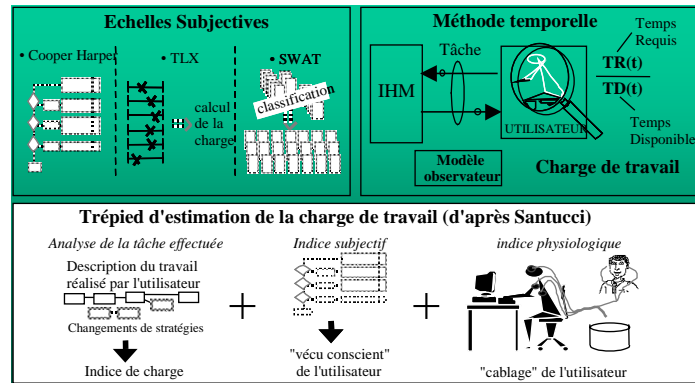 Echelles Subjectives
• Cooper Harper
• TLX
• SWAT
classification
calcul
de la
charge
Méthode temporelle
Temps
Requis
Tâche
IHM
TR(t)
TD(t)
UTILISATEUR
Temps
Disponible
Modèle
observateur
Charge de travail
Trépied d'estimation de la charge de travail (d'après Santucci)
Analyse de la tâche effectuée
Description du travail
réalisé par l'utilisateur
Changements de stratégies
Indice de charge
+
Indice subjectif
"vécu conscient"
de l'utilisateur
+
indice physiologique
"cablage" de l'utilisateur